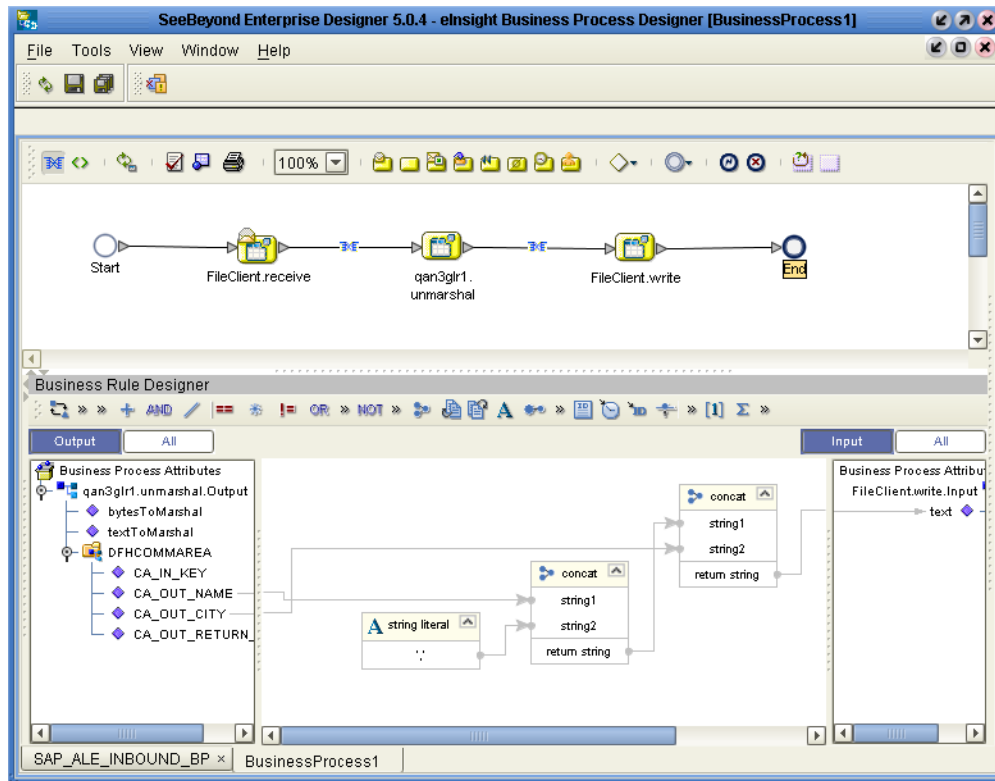 SeeBeyond Enterprise Designer 5.0.4 - eInsight Business Process Designer [BusinessProcess1]
File Tools View Window Help
100%
Start
FileClient.receive
qan3glr1.
unmarshal
FileClient.write
End
Business Rule Designer
AND == != OR NOT A [1] Σ
Output All
Input All
Business Process Attributes
qan3glr1.unmarshal.Output
bytesToMarshal
textToMarshal
DFHCOMMAREA
CA_IN_KEY
CA_OUT_NAME
CA_OUT_CITY
CA_OUT_RETURN_
A string literal
concat
string1
string2
return string
concat
string1
string2
return string
Business Process Attribu
FileClient.write.Input
text
SAP_ALE_INBOUND_BP × BusinessProcess1